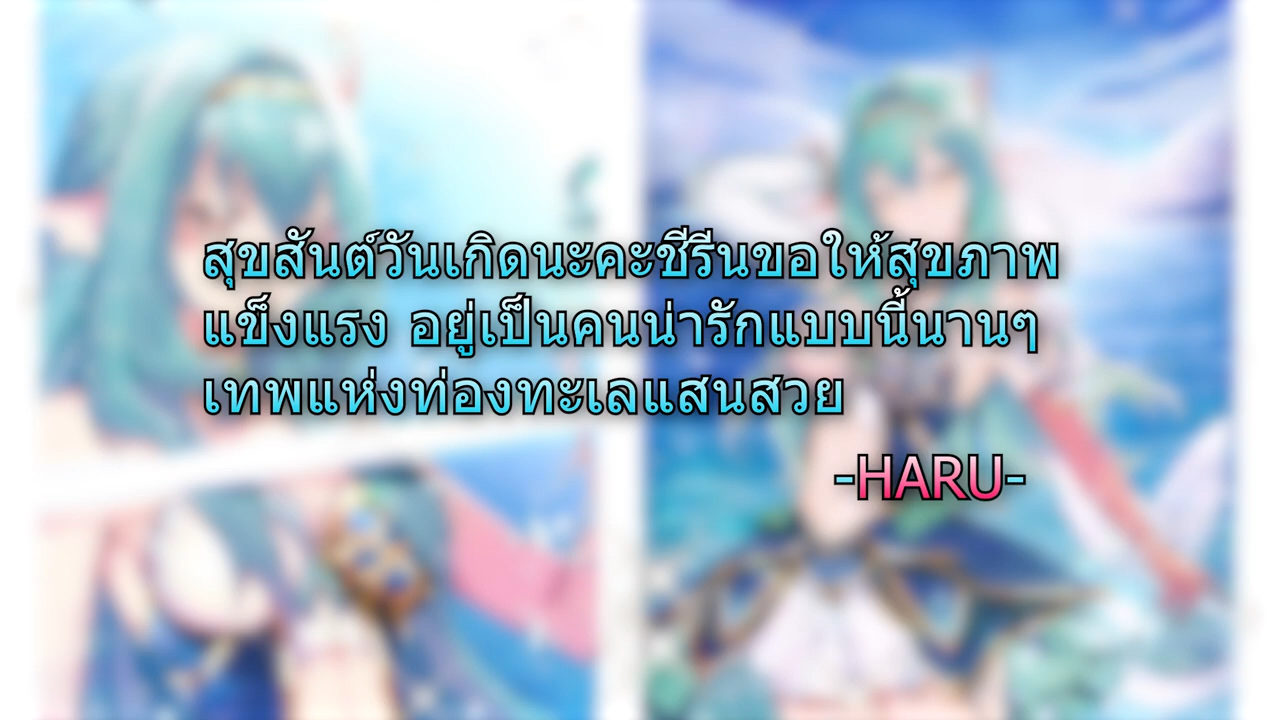 สุขสันต์วันเกิดนะคะชีรีนขอให้สุขภาพ
แข็งแรง อยู่เป็นคนน่ารักแบบนี้นานๆ
เทพแห่งท่องทะเลแสนสวย
-HARU-